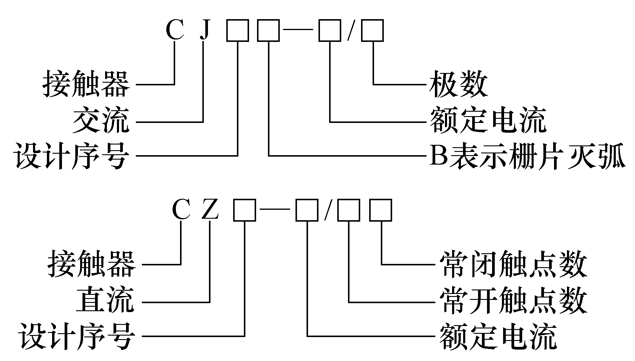 C J □ □ — □ / □
接触器 极数
交流 额定电流
设计序号 B表示栅片灭弧
C Z □ — □ / □ □
接触器 常闭触点数
直流 常开触点数
设计序号 额定电流